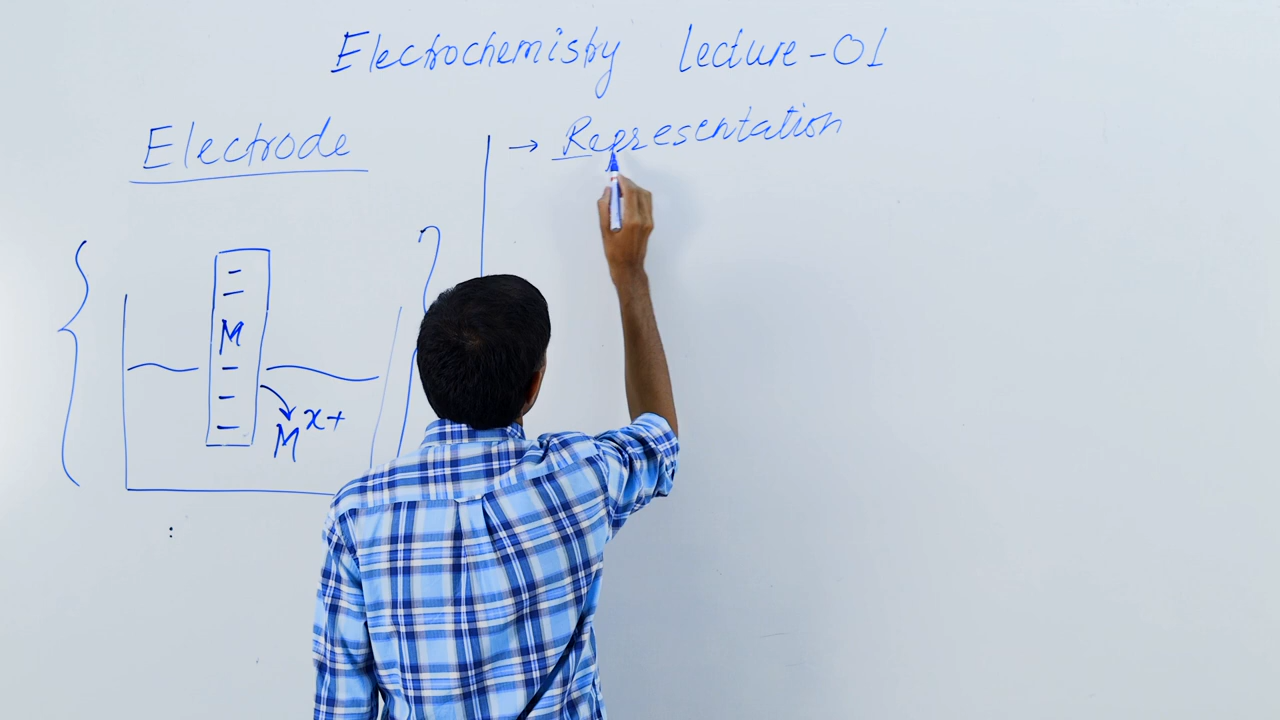 Electrochemistry Lecture-01
Electrode
→ Representation
M
M^x+